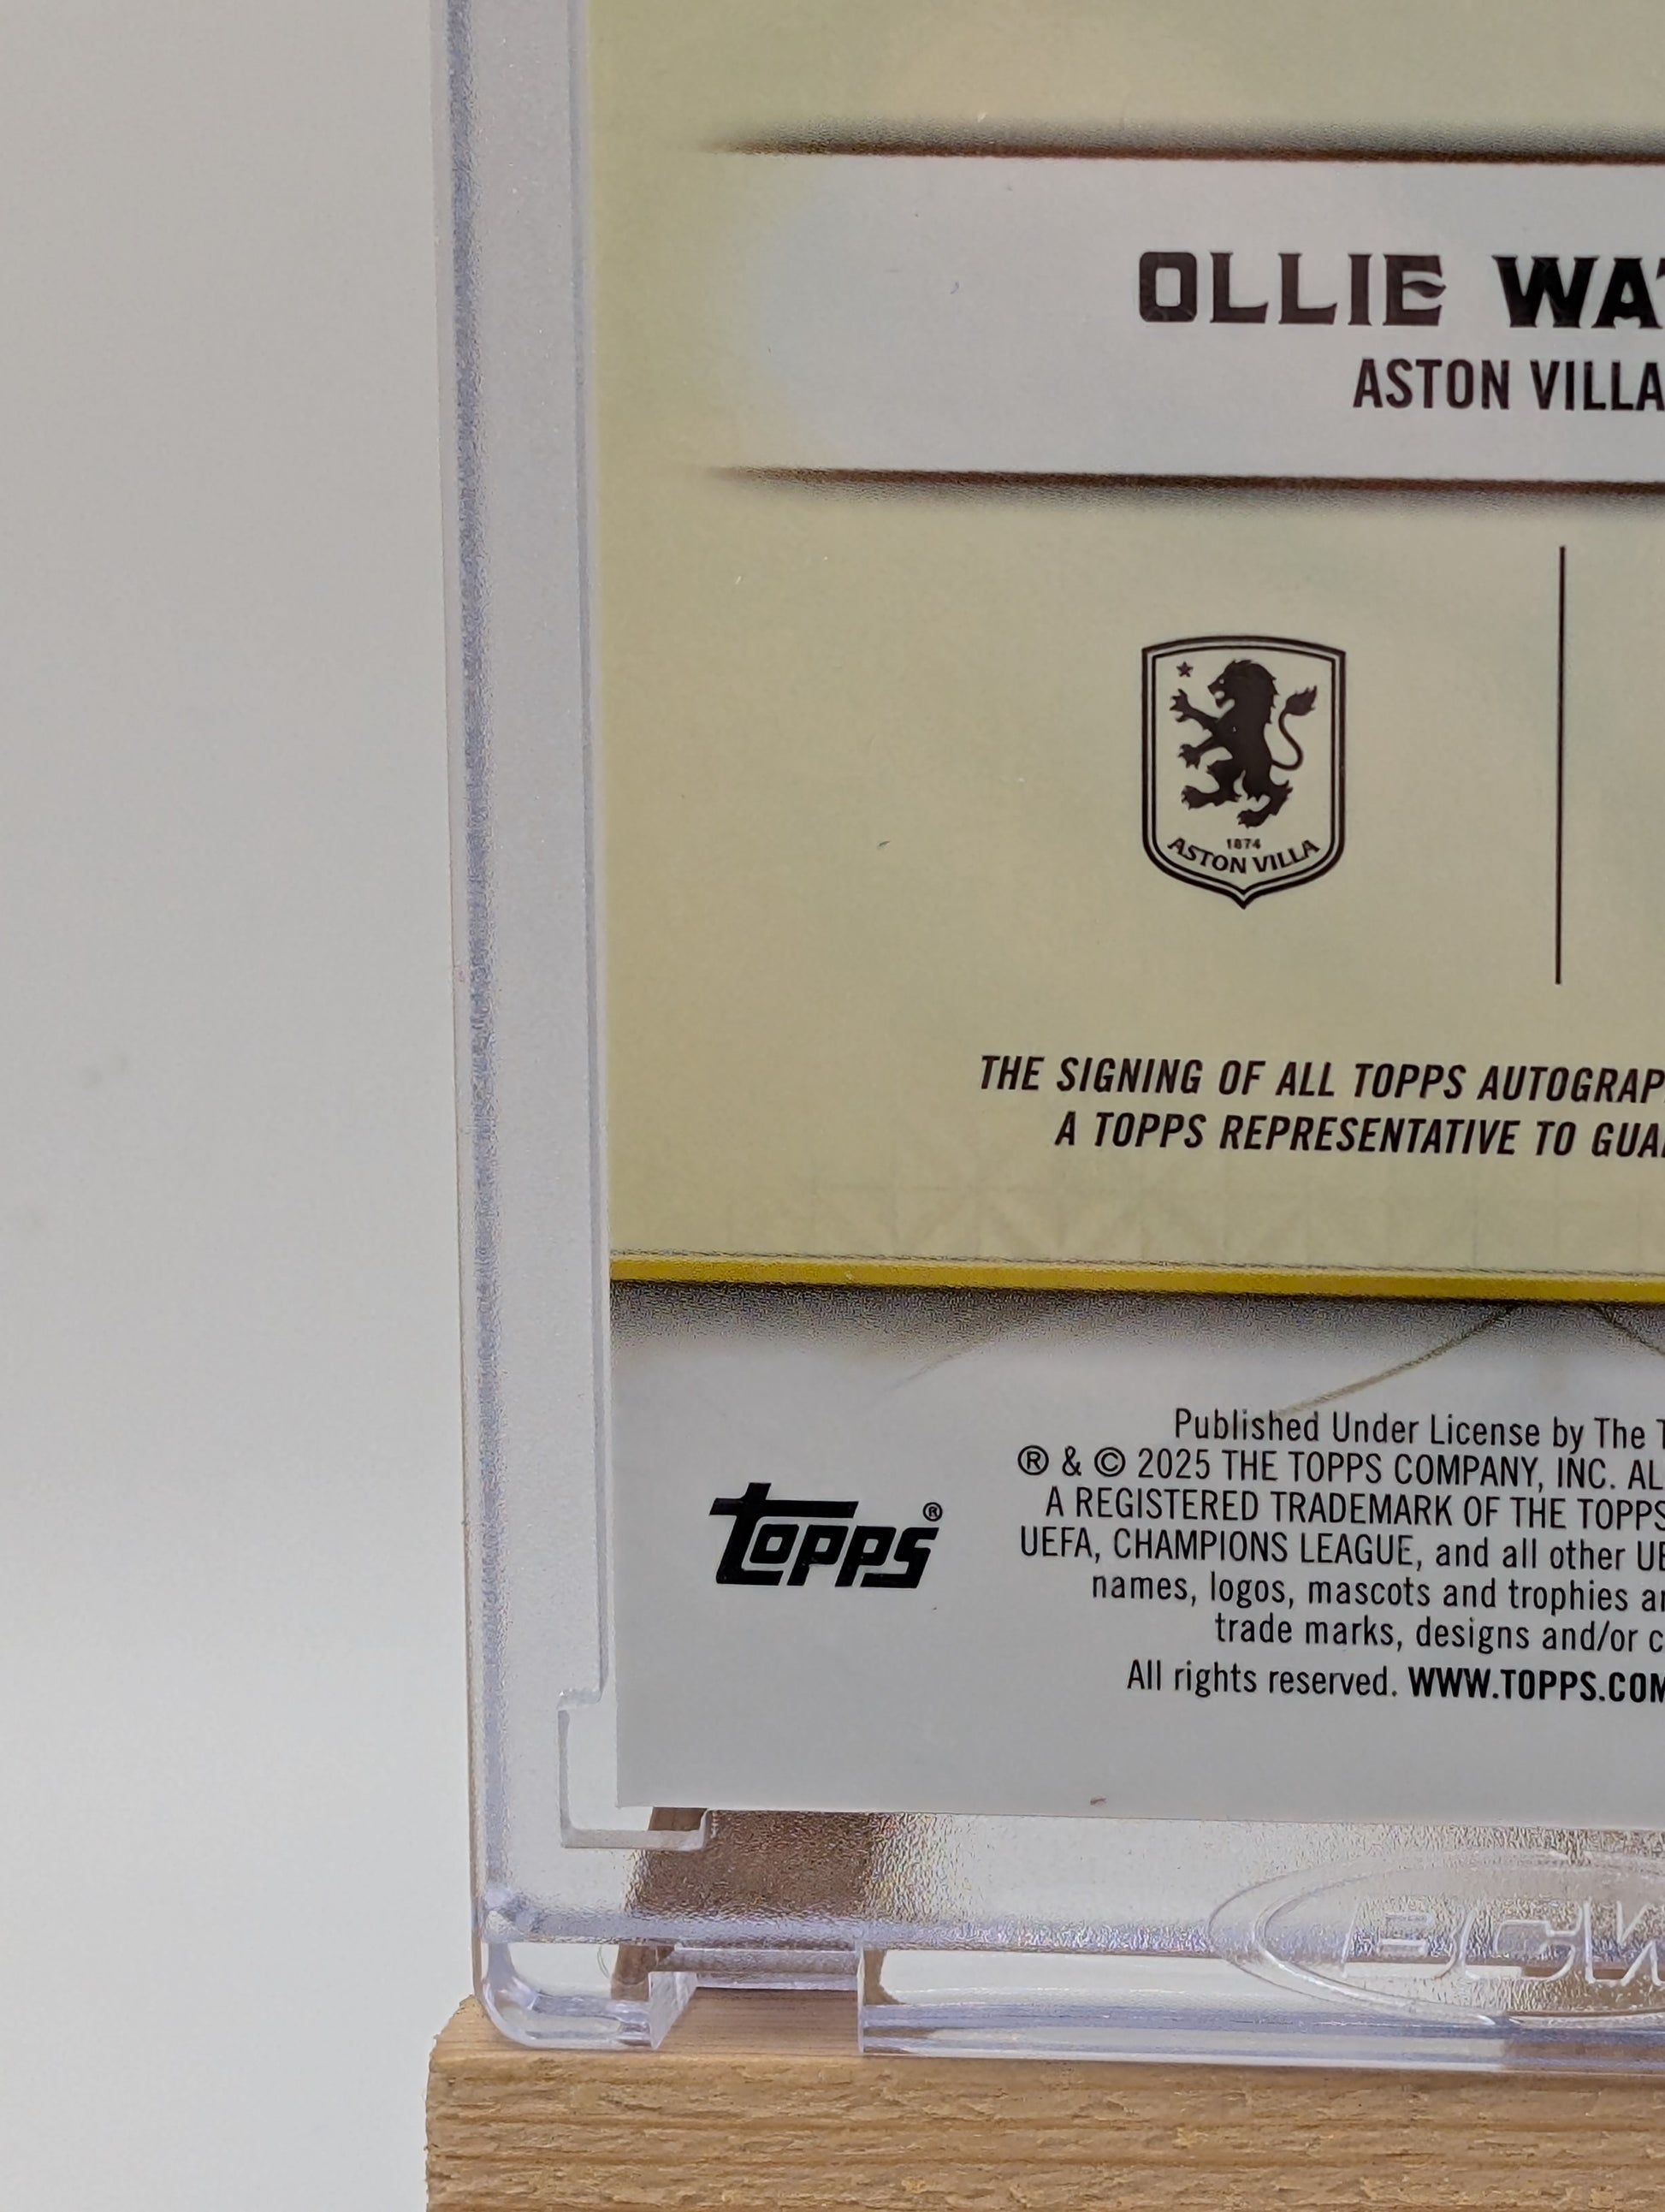 OLLIE WAT
ASTON VILLA
1874
ASTON VILLA
THE SIGNING OF ALL TOPPS AUTOGRAP
A TOPPS REPRESENTATIVE TO GUA
Published Under License by The T
® & © 2025 THE TOPPS COMPANY, INC. AL
A REGISTERED TRADEMARK OF THE TOPPS
UEFA, CHAMPIONS LEAGUE, and all other UE
names, logos, mascots and trophies a
trade marks, designs and/or c
All rights reserved. WWW.TOPPS.COM
topps®
BCW